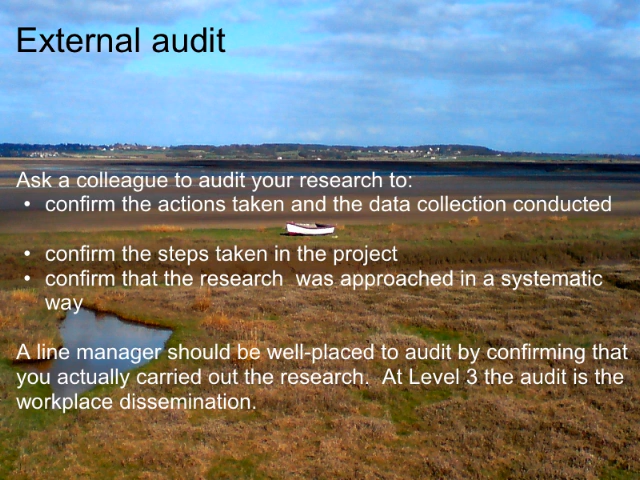 External audit
Ask a colleague to audit your research to:
• confirm the actions taken and the data collection conducted
• confirm the steps taken in the project
• confirm that the research  was approached in a systematic
way
A line manager should be well-placed to audit by confirming that
you actually carried out the research.  At Level 3 the audit is the
workplace dissemination.